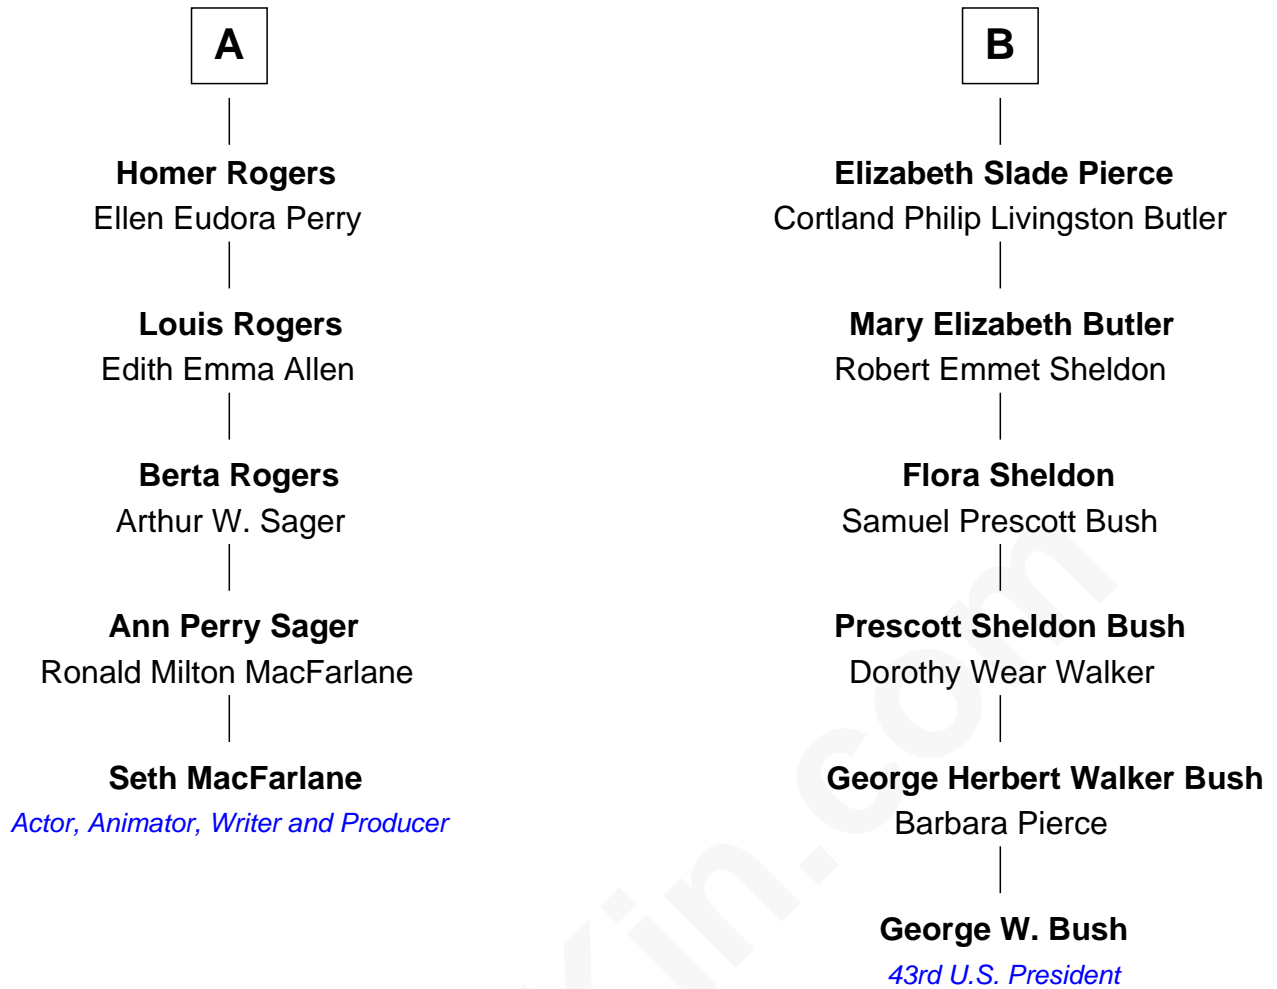 A
Homer Rogers
Ellen Eudora Perry
Louis Rogers
Edith Emma Allen
Berta Rogers
Arthur W. Sager
Ann Perry Sager
Ronald Milton MacFarlane
Seth MacFarlane
Actor, Animator, Writer and Producer
B
Elizabeth Slade Pierce
Cortland Philip Livingston Butler
Mary Elizabeth Butler
Robert Emmet Sheldon
Flora Sheldon
Samuel Prescott Bush
Prescott Sheldon Bush
Dorothy Wear Walker
George Herbert Walker Bush
Barbara Pierce
George W. Bush
43rd U.S. President
Kin.com